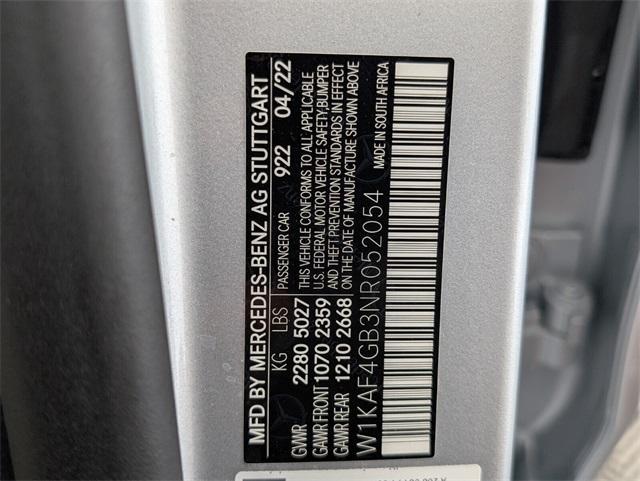 MFD BY MERCEDES-BENZ AG STUTTGART
KG LBS PASSENGER CAR 922 04/22
GVWR 2280 5027 THIS VEHICLE CONFORMS TO ALL APPLICABLE
U.S. FEDERAL MOTOR VEHICLE SAFETY,BUMPER
GAWR FRONT 1070 2359 AND THEFT PREVENTION STANDARDS IN EFFECT
GAWR REAR 1210 2668 ON THE DATE OF MANUFACTURE SHOWN ABOVE
W1KAF4GB3NR052054 MADE IN SOUTH AFRICA